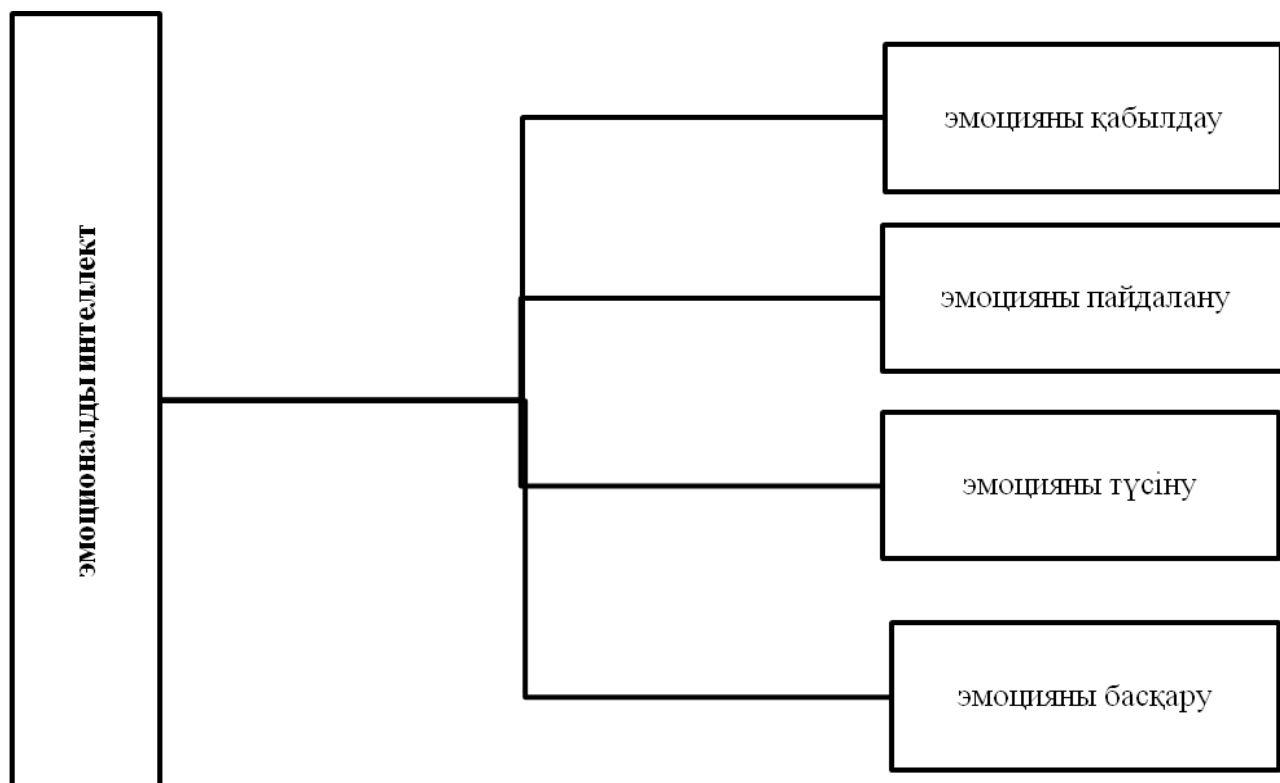 эмоционалды интеллект
эмоцияны қабылдау
эмоцияны пайдалану
эмоцияны түсіну
эмоцияны басқару